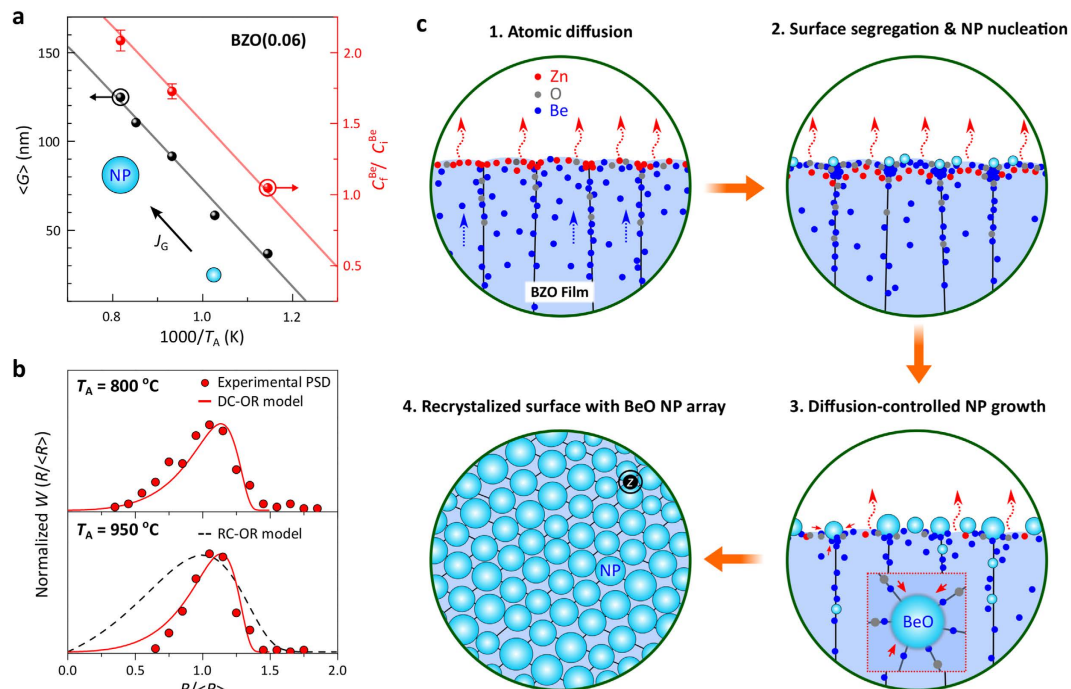 a
BZO(0.06)
150
100
50
<G> (nm)
NP
J_G
2.0
1.5
1.0
0.5
C_f^Be / C_i^Be
0.8 1.0 1.2
1000/T_A (K)
b
T_A = 800 °C
Experimental PSD
DC-OR model
T_A = 950 °C
RC-OR model
Normalized W (R/<R>)
0.0 0.5 1.0 1.5 2.0
c
1. Atomic diffusion
Zn
O
Be
BZO Film
2. Surface segregation & NP nucleation
4. Recrystalized surface with BeO NP array
z
NP
3. Diffusion-controlled NP growth
BeO